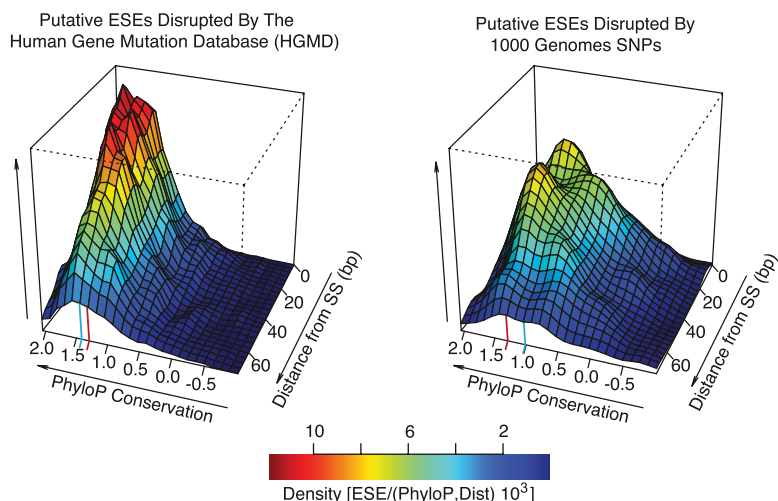 Putative ESEs Disrupted By The
Human Gene Mutation Database (HGMD)
Putative ESEs Disrupted By
1000 Genomes SNPs
2.0 1.5 1.0 0.5 0.0 -0.5
PhyloP Conservation
0 20 40 60
Distance from SS (bp)
2.0 1.5 1.0 0.5 0.0 -0.5
PhyloP Conservation
0 20 40 60
Distance from SS (bp)
10 6 2
Density [ESE/(PhyloP,Dist) 10³]